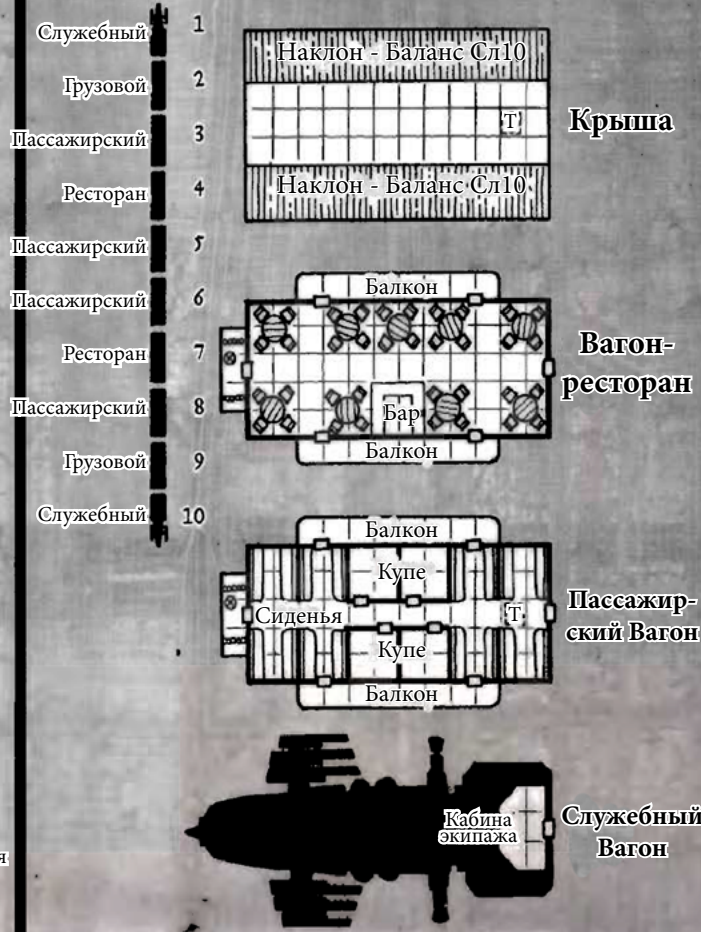 Служебный 1
Грузовой 2
Пассажирский 3
Ресторан 4
Пассажирский 5
Пассажирский 6
Ресторан 7
Пассажирский 8
Грузовой 9
Служебный 10
Наклон - Баланс Сл10
Т
Наклон - Баланс Сл10
Крыша
Балкон
Бар
Балкон
Вагон-
ресторан
Балкон
Купе
Сиденья
Т
Купе
Балкон
Пассажир-
ский Вагон
Кабина
экипажа
Служебный
Вагон
я